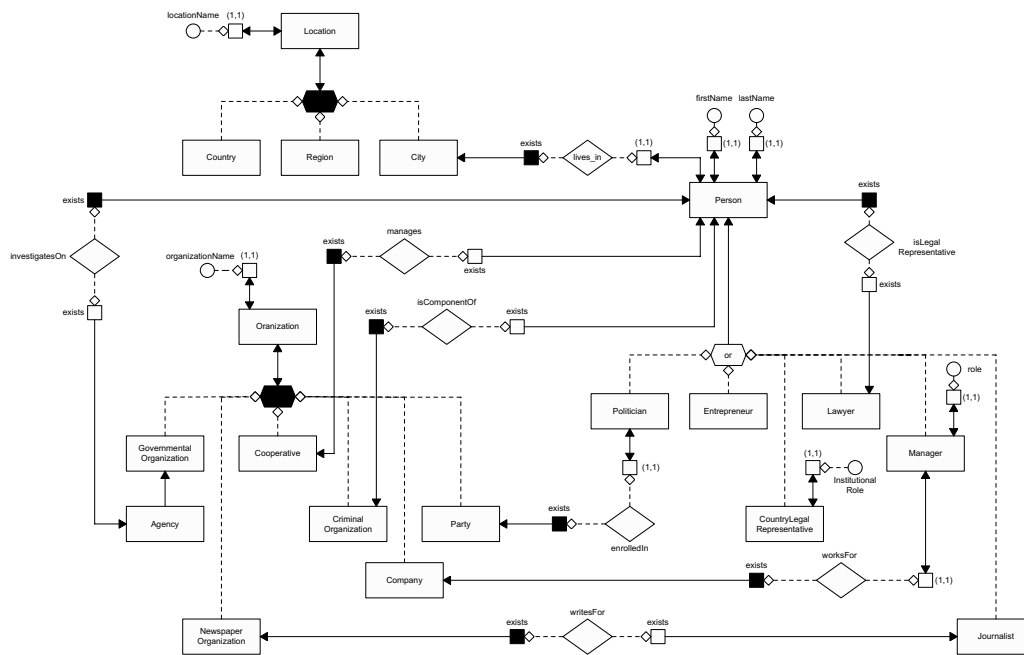 locationName
(1,1)
Location
firstName
lastName
(1,1)
(1,1)
Country
Region
City
exists
lives_in
(1,1)
exists
Person
exists
investigatesOn
organizationName
(1,1)
exists
manages
exists
isLegal
Representative
exists
exists
Oranization
exists
isComponentOf
exists
or
role
(1,1)
Politician
Entrepreneur
Lawyer
Governmental
Organization
Cooperative
Manager
(1,1)
(1,1)
Institutional
Role
Agency
Criminal
Organization
Party
exists
enrolledIn
CountryLegal
Representative
Company
exists
worksFor
(1,1)
Newspaper
Organization
exists
writesFor
exists
Journalist